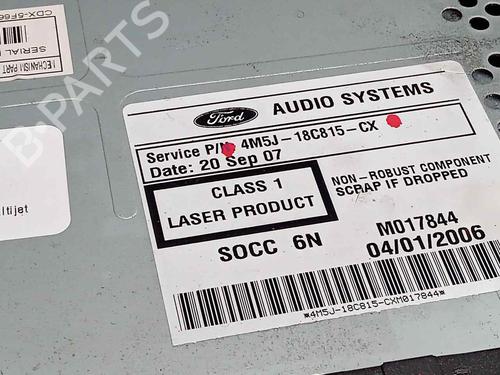 CDX-5F66
SERIAL
MECHANISM PART
B-PARTS
ltijet
Ford AUDIO SYSTEMS
Service P/N 4M5J-18C815-CX
Date: 20 Sep 07
CLASS 1
LASER PRODUCT
NON-ROBUST COMPONENT
SCRAP IF DROPPED
SOCC 6N
M017844
04/01/2006
*4M5J-18C815-CXM017844*